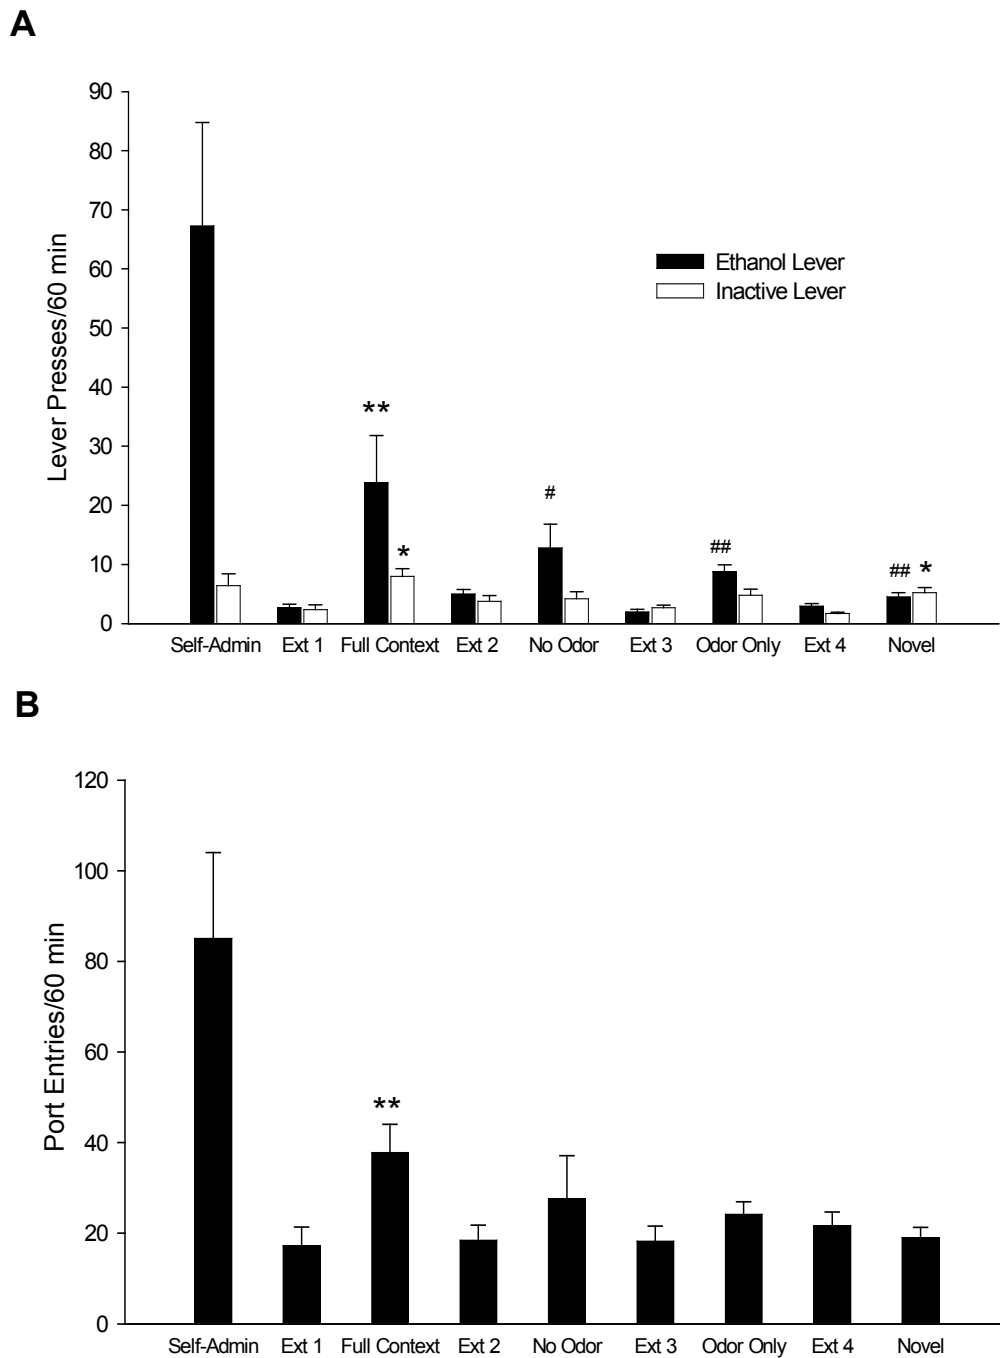 A
Lever Presses/60 min
90
80
70
60
50
40
30
20
10
0
Ethanol Lever
Inactive Lever
**
*
#
##
## *
Self-Admin Ext 1 Full Context Ext 2 No Odor Ext 3 Odor Only Ext 4 Novel
B
Port Entries/60 min
120
100
80
60
40
20
0
**
Self-Admin Ext 1 Full Context Ext 2 No Odor Ext 3 Odor Only Ext 4 Novel